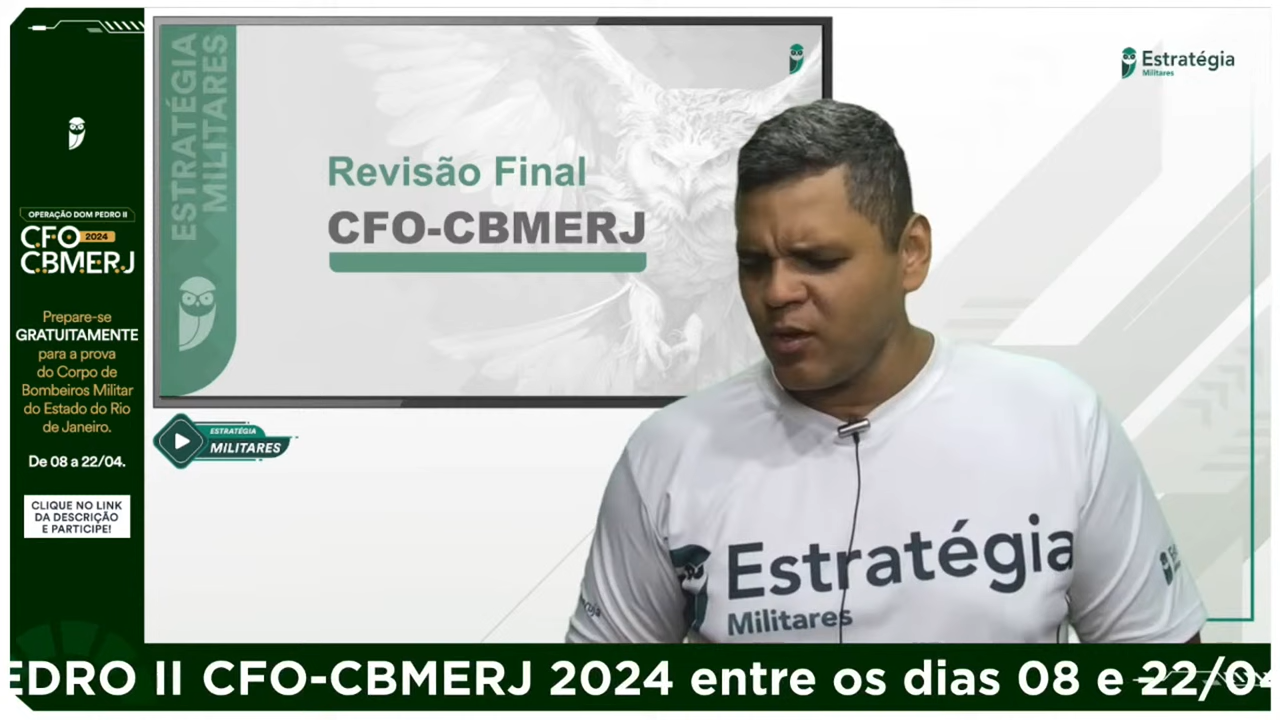 OPERAÇÃO DOM PEDRO II
CFO 2024
CBMERJ
Prepare-se
GRATUITAMENTE
para a prova
do Corpo de
Bombeiros Militar
do Estado do Rio
de Janeiro.
De 08 a 22/04.
CLIQUE NO LINK
DA DESCRIÇÃO
E PARTICIPE!
ESTRATÉGIA
MILITARES
Revisão Final
CFO-CBMERJ
Estratégia
Militares
ESTRATÉGIA
MILITARES
Estratégia
Militares
EDRO II CFO-CBMERJ 2024 entre os dias 08 e 22/04